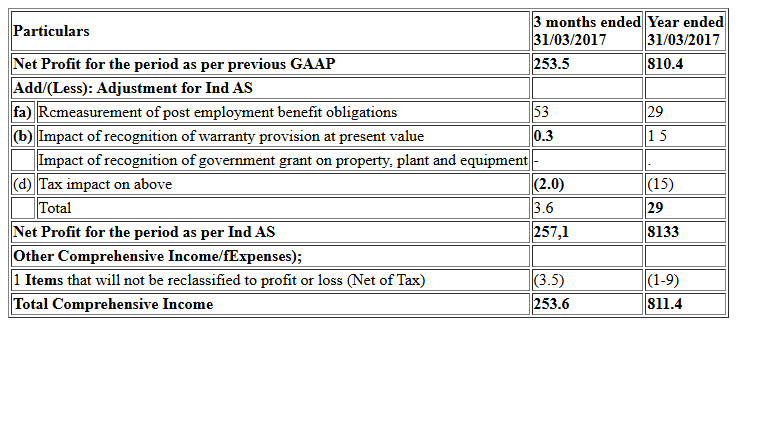 Particulars 3 months ended 31/03/2017 Year ended 31/03/2017
Net Profit for the period as per previous GAAP 253.5 810.4
Add/(Less): Adjustment for Ind AS
fa) Rcmeasurement of post employment benefit obligations 53 29
(b) Impact of recognition of warranty provision at present value 0.3 1 5
Impact of recognition of government grant on property, plant and equipment - .
(d) Tax impact on above (2.0) (15)
Total 3.6 29
Net Profit for the period as per Ind AS 257,1 8133
Other Comprehensive Income/fExpenses);
1 Items that will not be reclassified to profit or loss (Net of Tax) (3.5) (1-9)
Total Comprehensive Income 253.6 811.4